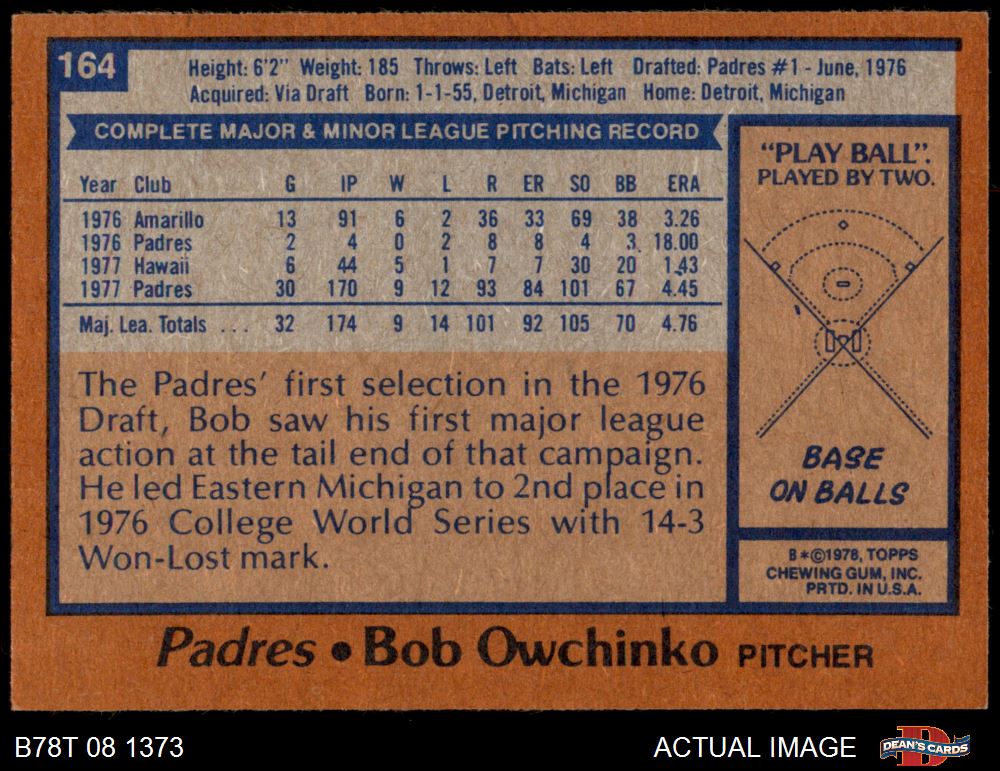 164
Height: 6'2" Weight: 185 Throws: Left Bats: Left Drafted: Padres #1 - June, 1976
Acquired: Via Draft Born: 1-1-55, Detroit, Michigan Home: Detroit, Michigan
COMPLETE MAJOR & MINOR LEAGUE PITCHING RECORD
Year Club G IP W L R ER SO BB ERA
1976 Amarillo 13 91 6 2 36 33 69 38 3.26
1976 Padres 2 4 0 2 8 8 4 3 18.00
1977 Hawaii 6 44 5 1 7 7 30 20 1.43
1977 Padres 30 170 9 12 93 84 101 67 4.45
Maj. Lea. Totals ... 32 174 9 14 101 92 105 70 4.76
The Padres' first selection in the 1976
Draft, Bob saw his first major league
action at the tail end of that campaign.
He led Eastern Michigan to 2nd place in
1976 College World Series with 14-3
Won-Lost mark.
"PLAY BALL".
PLAYED BY TWO.
BASE
ON BALLS
B*©1978, TOPPS
CHEWING GUM, INC.
PRTD. IN U.S.A.
Padres • Bob Owchinko PITCHER
B78T 08 1373
ACTUAL IMAGE
DEAN'S CARDS